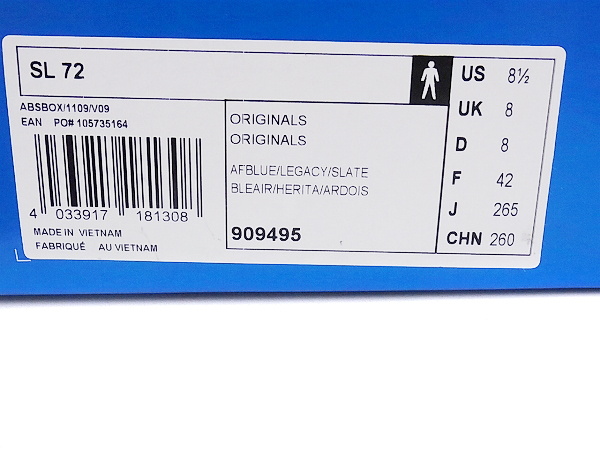 SL 72
ABSBOX/1109/V09
EAN PO# 105735164
4 033917 181308
MADE IN VIETNAM
FABRIQUÉ AU VIETNAM
ORIGINALS
ORIGINALS
AFBLUE/LEGACY/SLATE
BLEAIR/HERITA/ARDOIS
909495
US 8½
UK 8
D 8
F 42
J 265
CHN 260